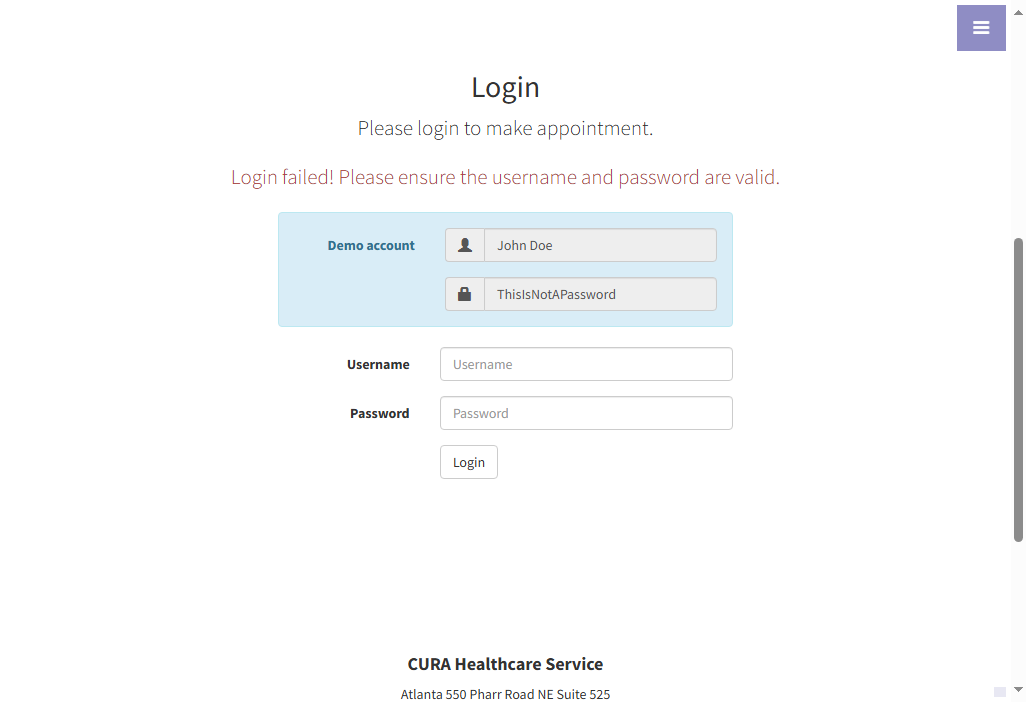 Login
Please login to make appointment.
Login failed! Please ensure the username and password are valid.
Demo account
John Doe
ThisIsNotAPassword
Username
Username
Password
Password
Login
CURA Healthcare Service
Atlanta 550 Pharr Road NE Suite 525